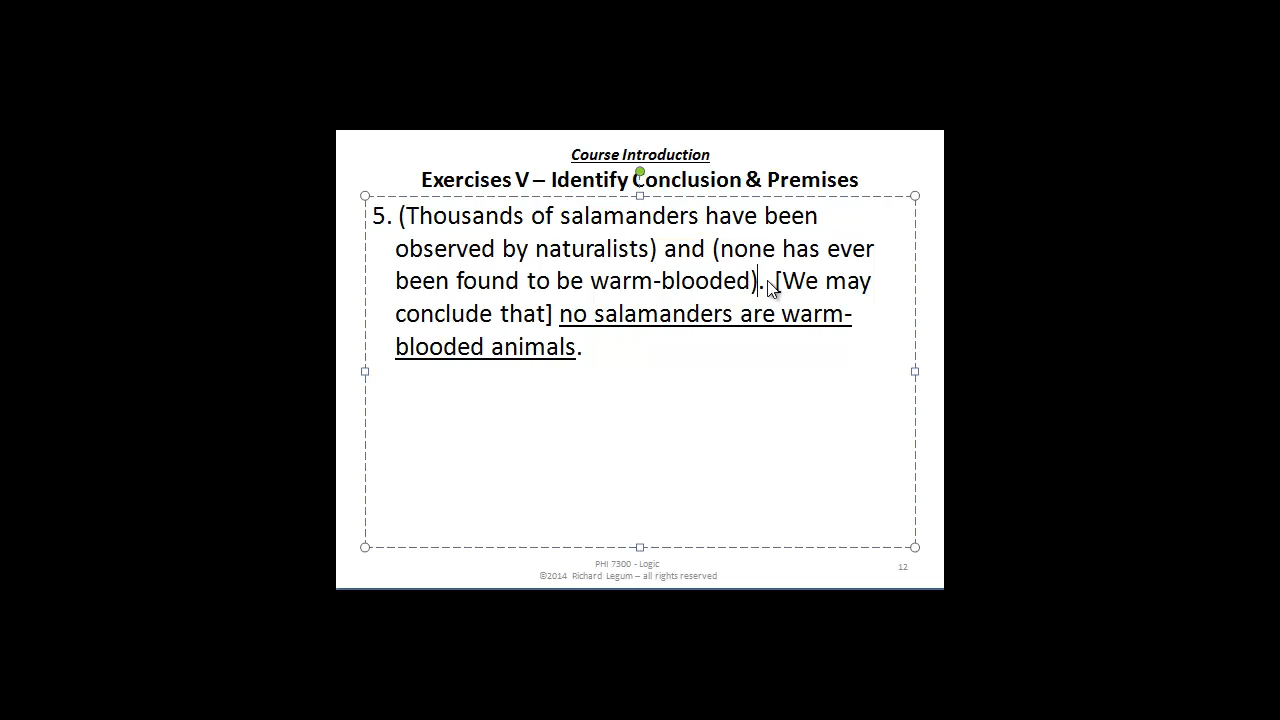 Course Introduction
Exercises V – Identify Conclusion & Premises
5. (Thousands of salamanders have been
observed by naturalists) and (none has ever
been found to be warm-blooded). [We may
conclude that] no salamanders are warm-
blooded animals.
PHI 7300 - Logic
©2014 Richard Legum – all rights reserved
12